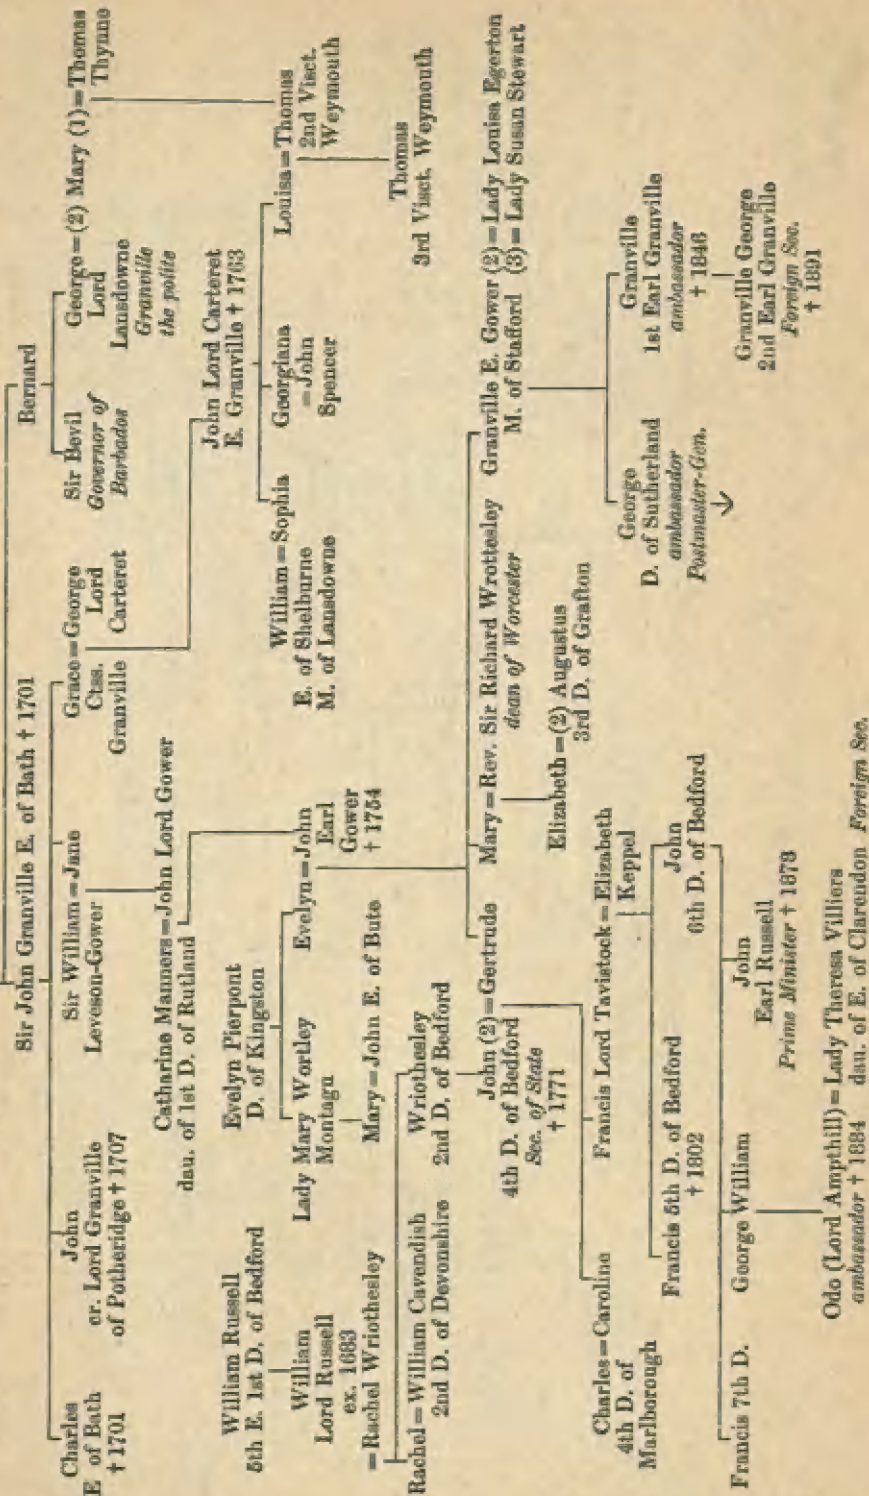 Sir John Granville E. of Bath † 1701
Bernard
Charles
E of Bath
† 1701
John
cr. Lord Granville
of Potheridge † 1707
Sir William = Jane
Leveson-Gower
Grace = George
Ctss. Lord
Granville Carteret
Sir Bevil
Governor of
Barbados
George = (2) Mary (1) = Thomas
Lord Thynne
Lansdowne
Granville
the polite
Catharine Manners = John Lord Gower
dau. of 1st D. of Rutland
John Lord Carteret
E. Granville † 1763
William Russell
5th E. 1st D. of Bedford
Evelyn Pierpont
D. of Kingston
William = Sophia
E. of Shelburne
M. of Lansdowne
Georgiana
= John
Spencer
Louisa = Thomas
2nd Visct.
Weymouth
William
Lord Russell
ex. 1683
= Rachel Wriothesley
Lady Mary Wortley
Montagu
Evelyn = John
Earl
Gower
† 1754
Thomas
3rd Visct. Weymouth
Mary = John E. of Bute
Rachel = William Cavendish
2nd D. of Devonshire
Wriothesley
2nd D. of Bedford
John (2) = Gertrude
4th D. of Bedford
Sec. of State
† 1771
Mary = Rev. Sir Richard Wrottesley
dean of Worcester
Granville E. Gower (2) = Lady Louisa Egerton
M. of Stafford (3) = Lady Susan Stewart
Elizabeth = (2) Augustus
3rd D. of Grafton
Charles = Caroline
4th D. of
Marlborough
Francis Lord Tavistock = Elizabeth
Keppel
George
D. of Sutherland
ambassador
Postmaster-Gen.
Granville
1st Earl Granville
ambassador
† 1846
Francis 5th D. of Bedford
† 1802
John
6th D. of Bedford
Granville George
2nd Earl Granville
Foreign Sec.
† 1891
Francis 7th D.
George William
John
Earl Russell
Prime Minister † 1878
Odo (Lord Ampthill) = Lady Theresa Villiers
ambassador † 1884 dau. of E. of Clarendon Foreign Sec.